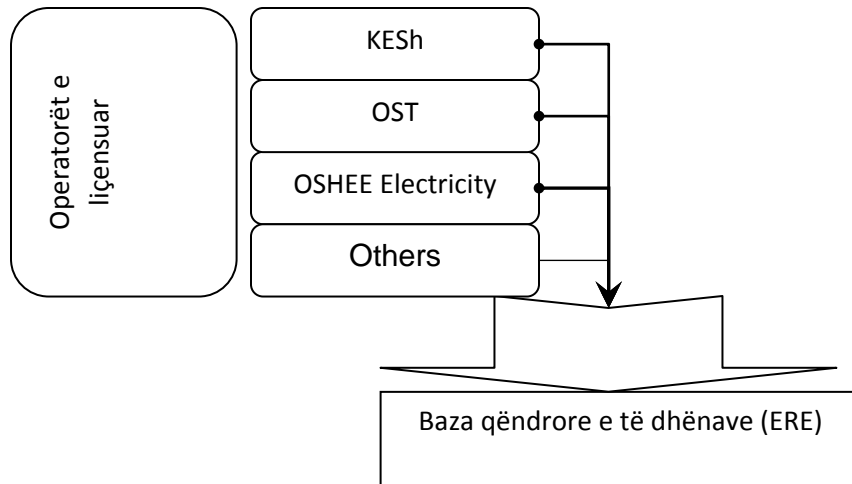 Operatorët e
liçensuar
KESh
OST
OSHEE Electricity
Others
Baza qëndrore e të dhënave (ERE)